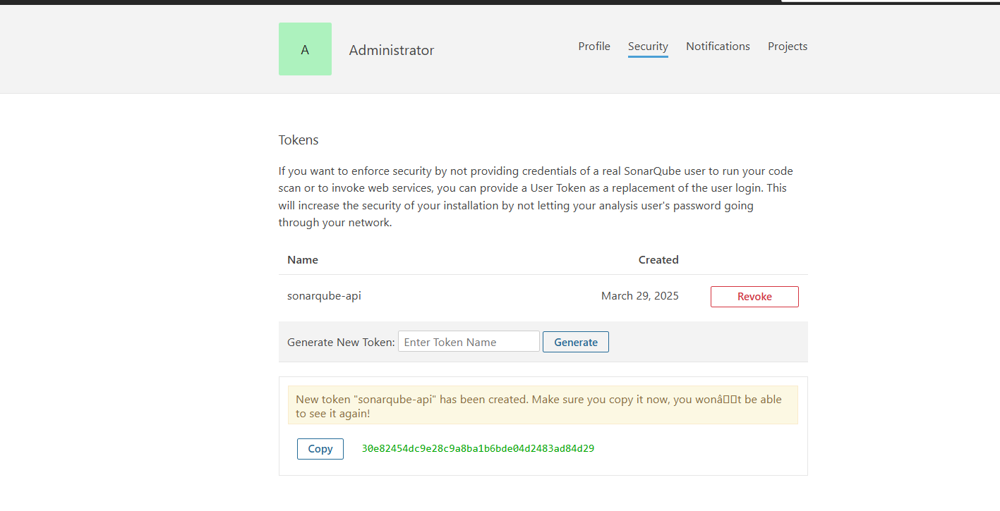 A
Administrator
Profile
Security
Notifications
Projects
Tokens
If you want to enforce security by not providing credentials of a real SonarQube user to run your code
scan or to invoke web services, you can provide a User Token as a replacement of the user login. This
will increase the security of your installation by not letting your analysis user's password going
through your network.
Name Created
sonarqube-api March 29, 2025 Revoke
Generate New Token: Enter Token Name Generate
New token "sonarqube-api" has been created. Make sure you copy it now, you wonâ▯▯t be able
to see it again!
Copy 30e82454dc9e28c9a8ba1b6bde04d2483ad84d29